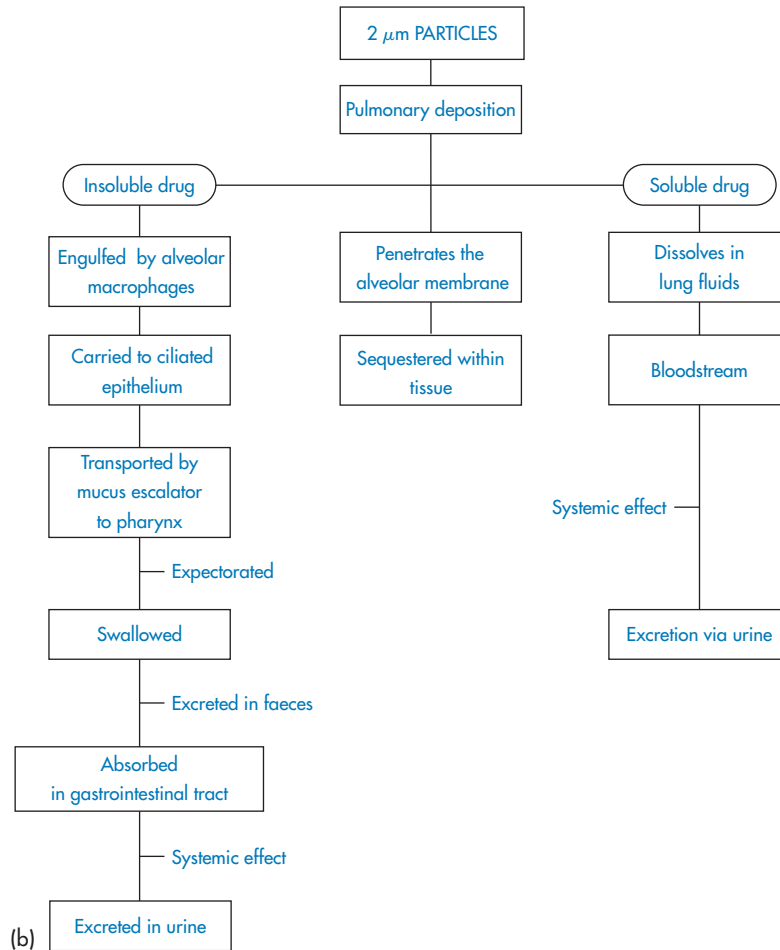 2 μm PARTICLES
Pulmonary deposition
Insoluble drug
Soluble drug
Engulfed by alveolar
macrophages
Penetrates the
alveolar membrane
Dissolves in
lung fluids
Carried to ciliated
epithelium
Sequestered within
tissue
Bloodstream
Transported by
mucus escalator
to pharynx
Systemic effect
Expectorated
Swallowed
Excretion via urine
Excreted in faeces
Absorbed
in gastrointestinal tract
Systemic effect
Excreted in urine
(b)